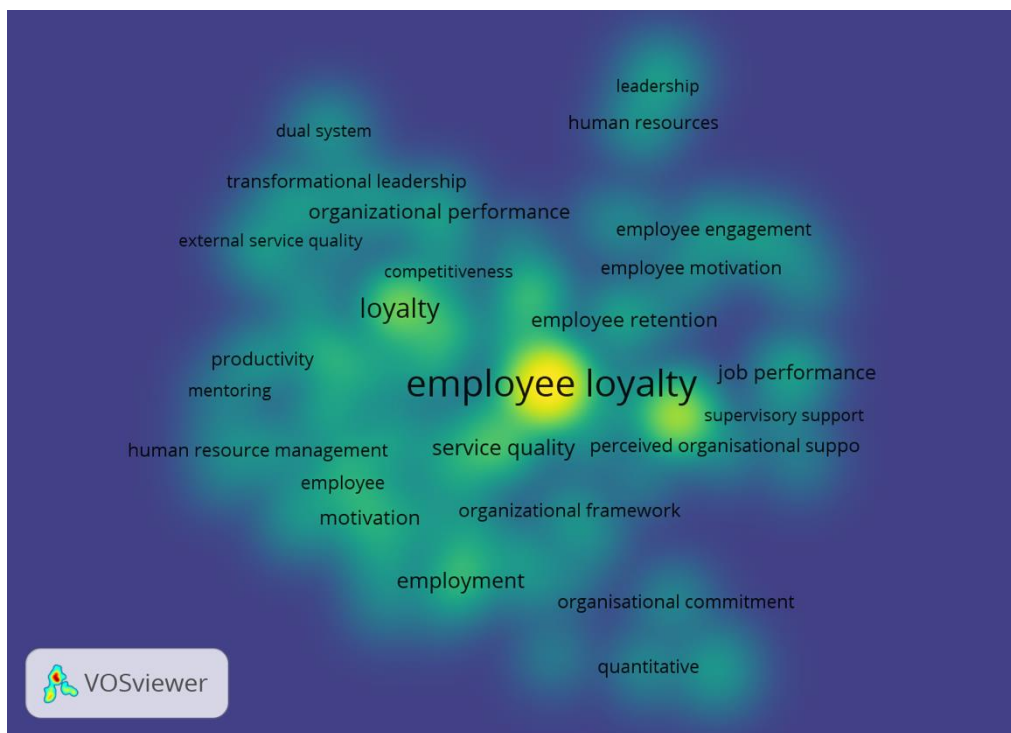 leadership
human resources
dual system
transformational leadership
organizational performance
employee engagement
external service quality
employee motivation
competitiveness
loyalty
employee retention
productivity
job performance
employee loyalty
mentoring
supervisory support
service quality
perceived organisational suppo
human resource management
employee
organizational framework
motivation
employment
organisational commitment
quantitative
VOSviewer